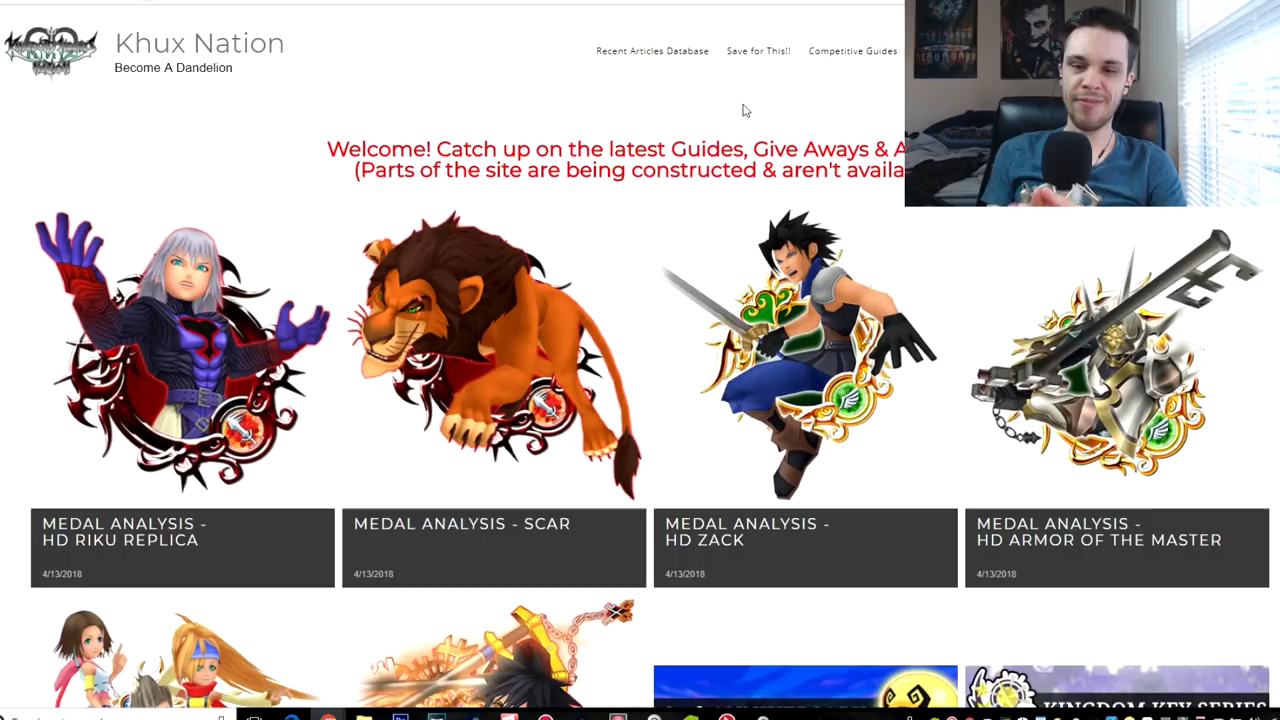 Khux Nation
Become A Dandelion
Recent Articles Database
Save for This!!
Competitive Guides
Welcome! Catch up on the latest Guides, Give Aways & A
(Parts of the site are being constructed & aren't availa
MEDAL ANALYSIS -
HD RIKU REPLICA
4/13/2018
MEDAL ANALYSIS - SCAR
4/13/2018
MEDAL ANALYSIS -
HD ZACK
4/13/2018
MEDAL ANALYSIS -
HD ARMOR OF THE MASTER
4/13/2018
KINGDOM KEY SERIES